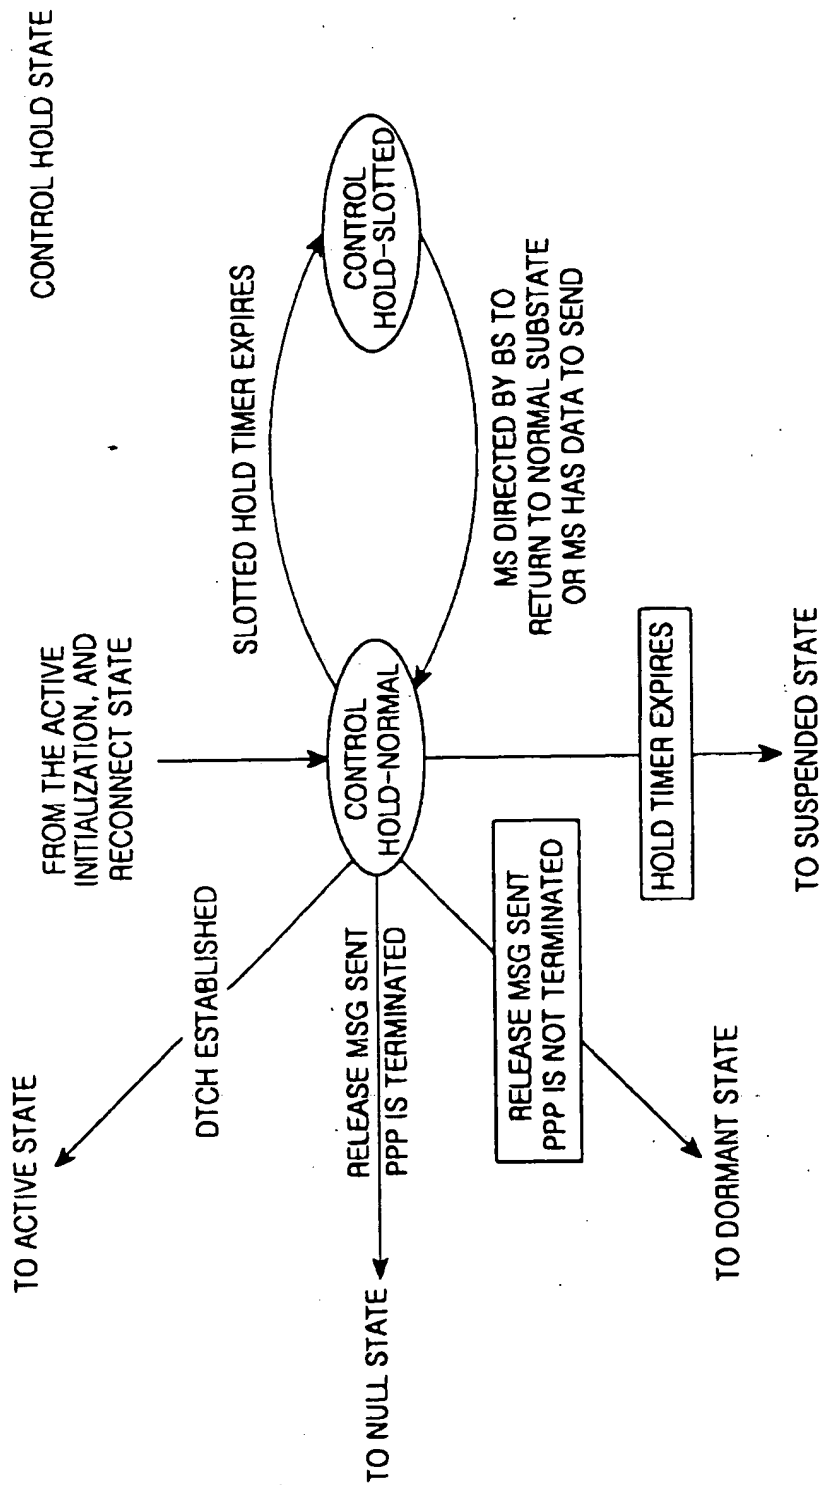 CONTROL HOLD STATE
FROM THE ACTIVE
INITIALIZATION, AND
RECONNECT STATE
TO ACTIVE STATE
DTCH ESTABLISHED
SLOTTED HOLD TIMER EXPIRES
CONTROL
HOLD-NORMAL
CONTROL
HOLD-SLOTTED
TO NULL STATE
RELEASE MSG SENT
PPP IS TERMINATED
MS DIRECTED BY BS TO
RETURN TO NORMAL SUBSTATE
OR MS HAS DATA TO SEND
RELEASE MSG SENT
PPP IS NOT TERMINATED
HOLD TIMER EXPIRES
TO DORMANT STATE
TO SUSPENDED STATE